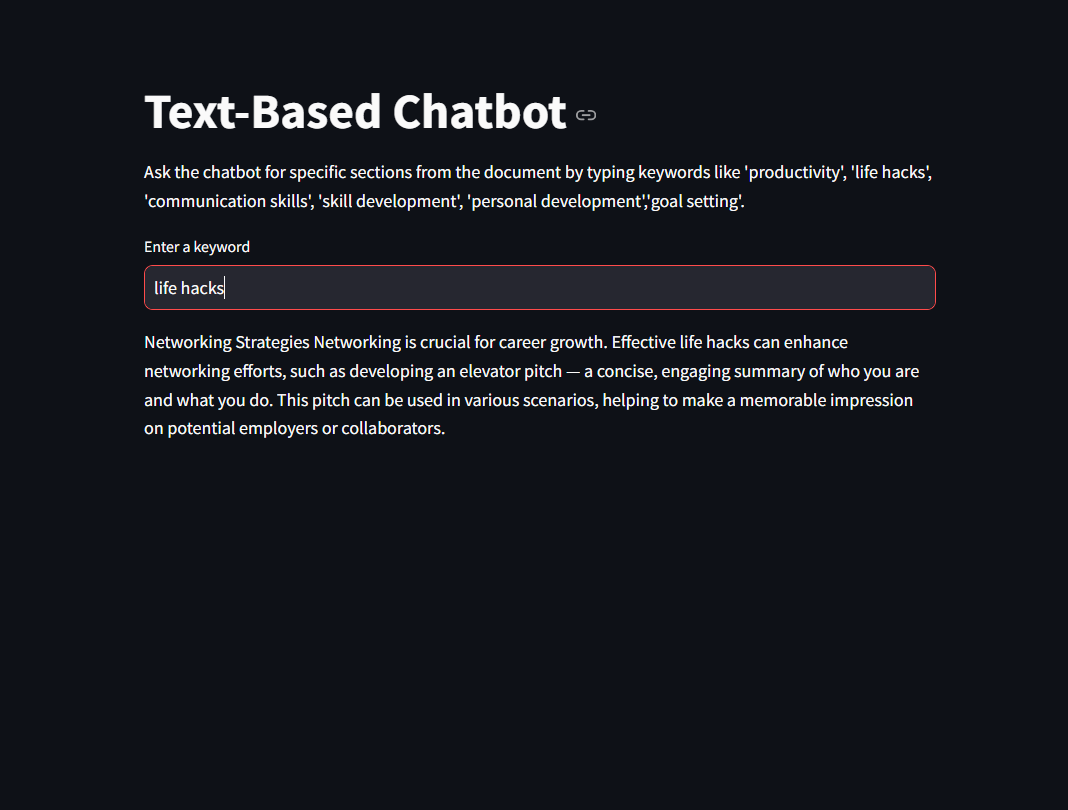 Text-Based Chatbot
Ask the chatbot for specific sections from the document by typing keywords like 'productivity', 'life hacks',
'communication skills', 'skill development', 'personal development','goal setting'.
Enter a keyword
life hacks
Networking Strategies Networking is crucial for career growth. Effective life hacks can enhance
networking efforts, such as developing an elevator pitch — a concise, engaging summary of who you are
and what you do. This pitch can be used in various scenarios, helping to make a memorable impression
on potential employers or collaborators.